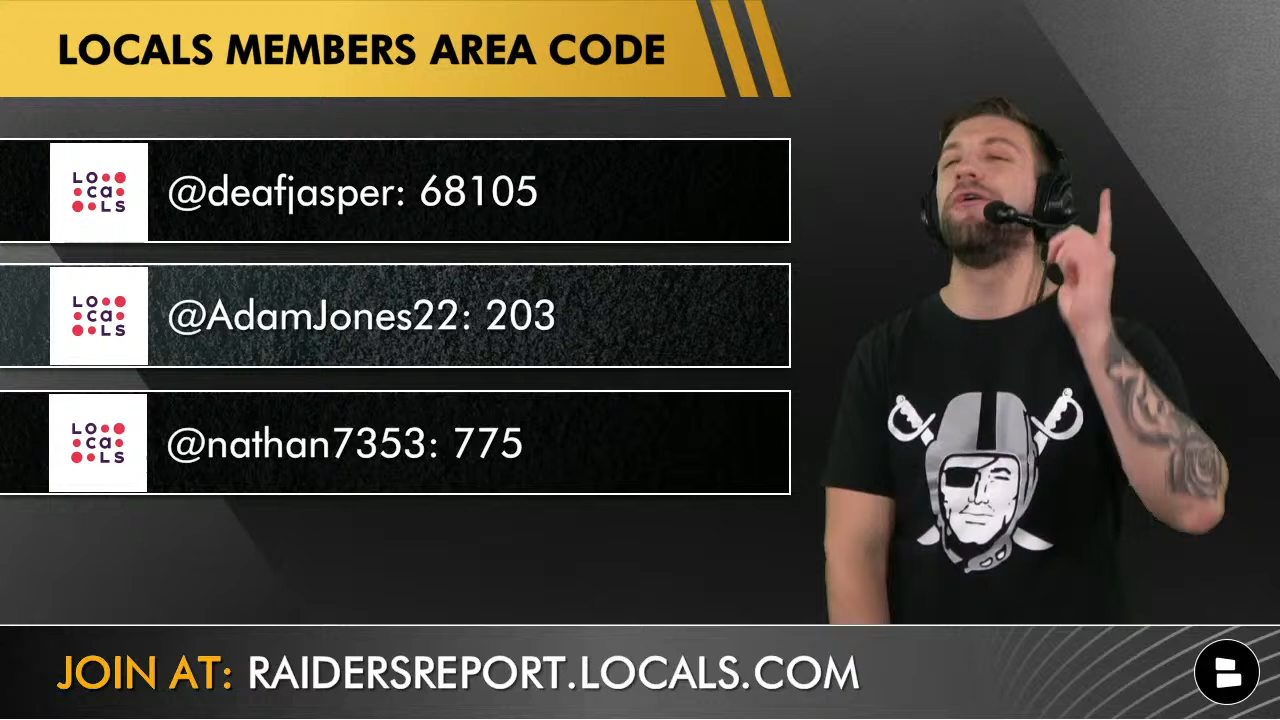 LOCALS MEMBERS AREA CODE
LO
ca
LS
@deafjasper: 68105
LO
ca
LS
@AdamJones22: 203
LO
ca
LS
@nathan7353: 775
JOIN AT: RAIDERSREPORT.LOCALS.COM